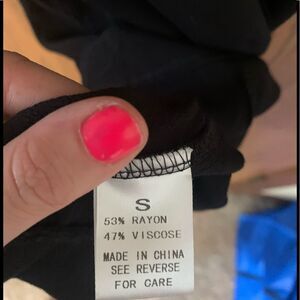 S
53% RAYON
47% VISCOSE
MADE IN CHINA
SEE REVERSE
FOR CARE